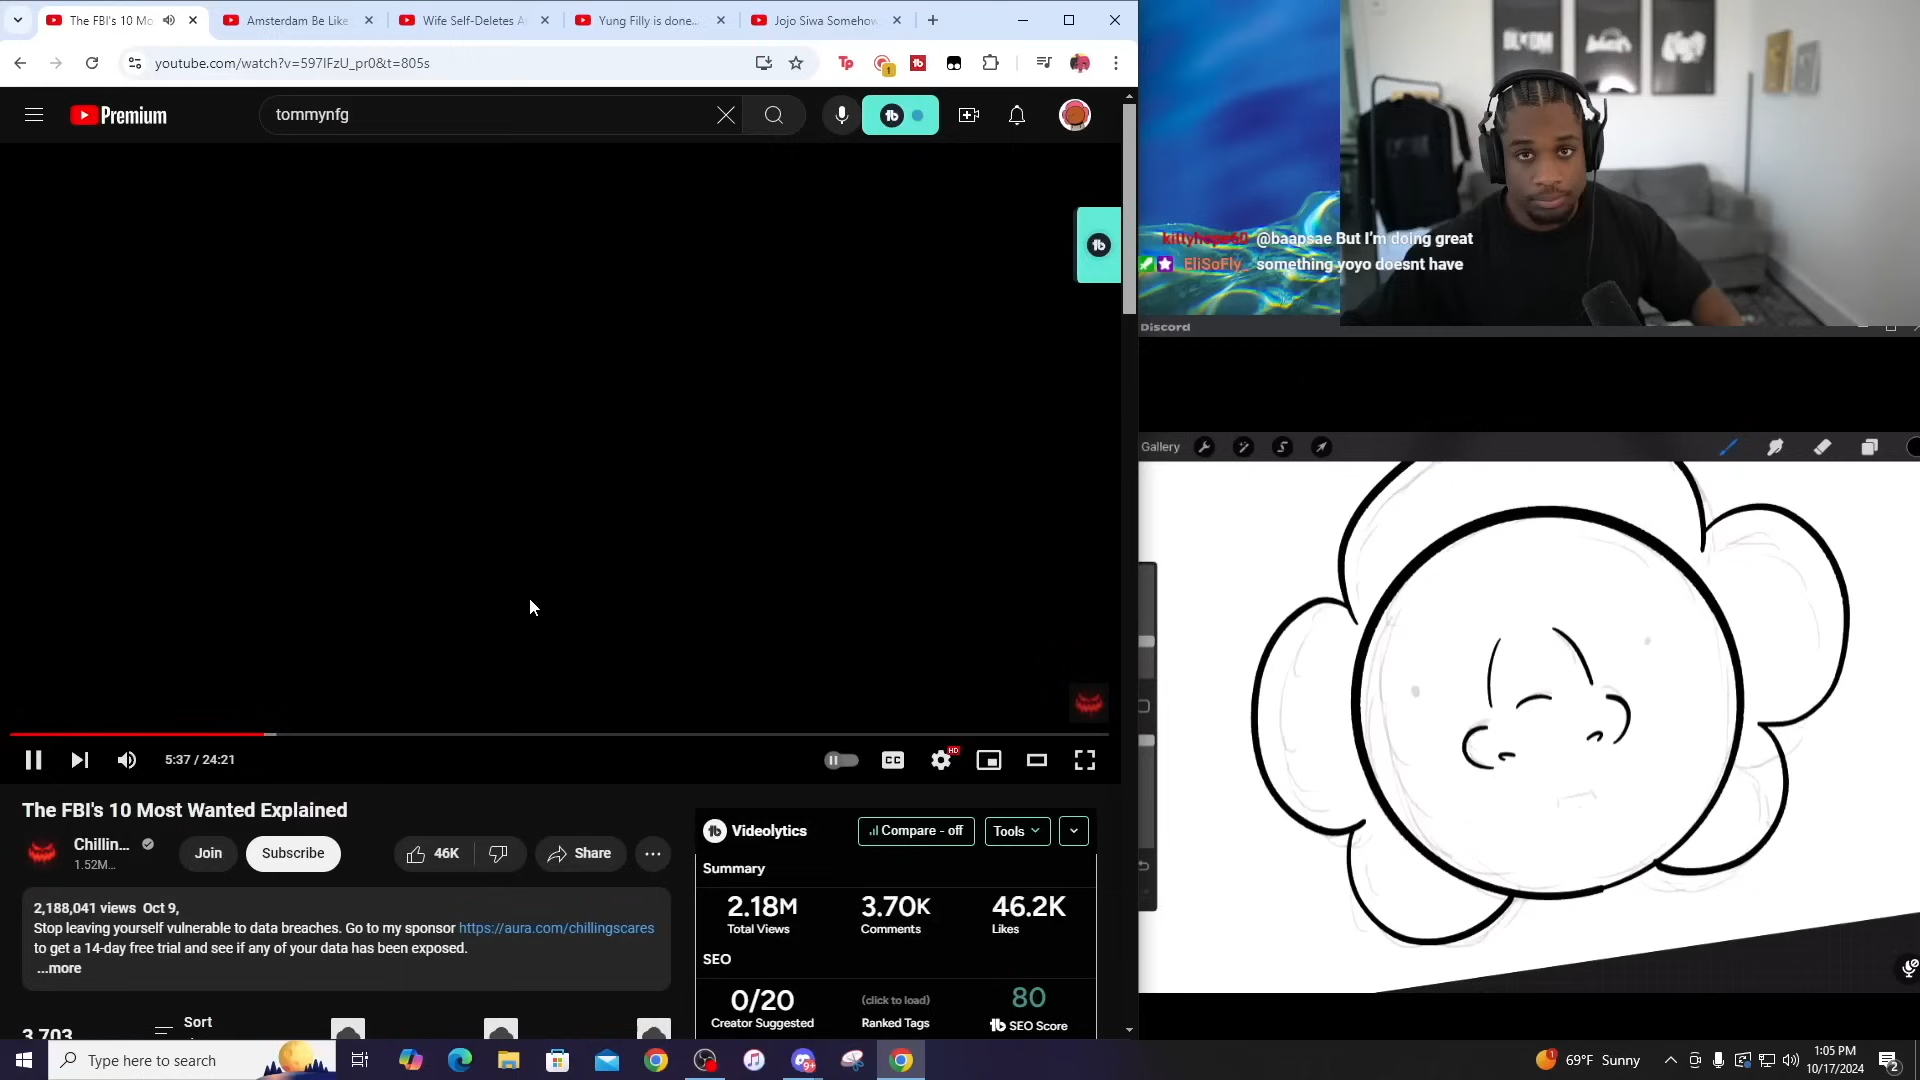 The FBI's 10 Mo
Amsterdam Be Like
Wife Self-Deletes A
Yung Filly is done...
Jojo Siwa Somehow
youtube.com/watch?v=597IFzU_pr0&t=805s
Premium
tommynfg
kittyhope60 @baapsae But I'm doing great
EliSoFly_ something yoyo doesnt have
Discord
Gallery
5:37 / 24:21
CC
HD
The FBI's 10 Most Wanted Explained
Chillin...
1.52M...
Join
Subscribe
46K
Share
2,188,041 views Oct 9,
Stop leaving yourself vulnerable to data breaches. Go to my sponsor https://aura.com/chillingscares
to get a 14-day free trial and see if any of your data has been exposed.
...more
3,703
Sort
Videolytics
Compare - off
Tools
Summary
2.18M
Total Views
3.70K
Comments
46.2K
Likes
SEO
0/20
Creator Suggested
(click to load)
Ranked Tags
80
SEO Score
Type here to search
69°F Sunny
1:05 PM
10/17/2024